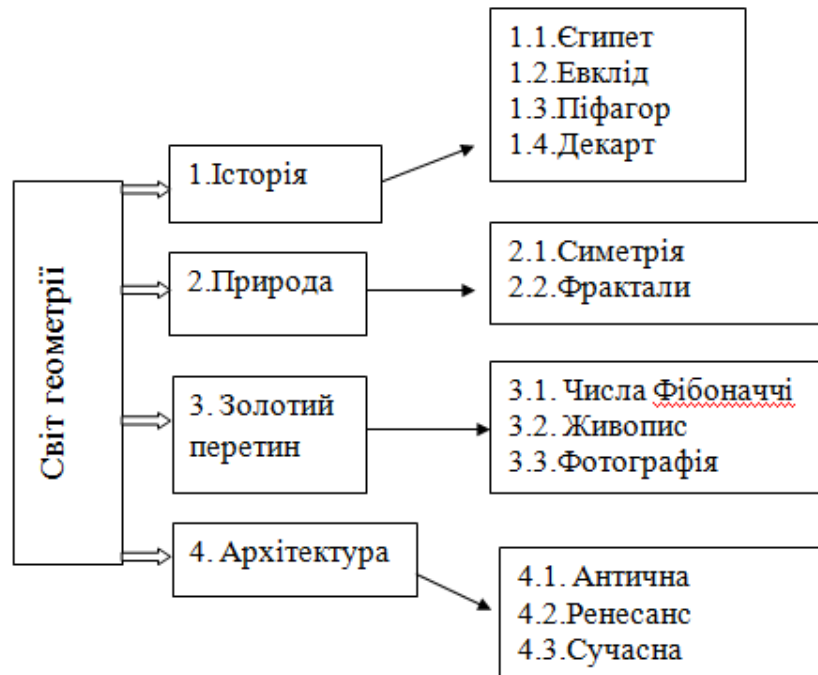 Світ геометрії
1.Історія
1.1.Єгипет
1.2.Евклід
1.3.Піфагор
1.4.Декарт
2.Природа
2.1.Симетрія
2.2.Фрактали
3. Золотий
перетин
3.1. Числа Фібоначчі
3.2. Живопис
3.3.Фотографія
4. Архітектура
4.1. Антична
4.2.Ренесанс
4.3.Сучасна